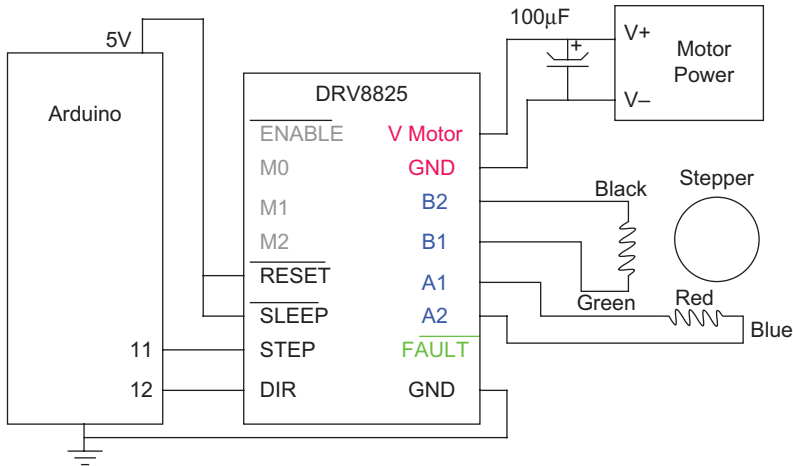 100μF
5V
V+
Motor
Power
V–
Arduino
DRV8825
ENABLE
V Motor
M0
GND
M1
B2
M2
B1
RESET
A1
SLEEP
A2
11
STEP
FAULT
12
DIR
GND
Black
Stepper
Green
Red
Blue
+